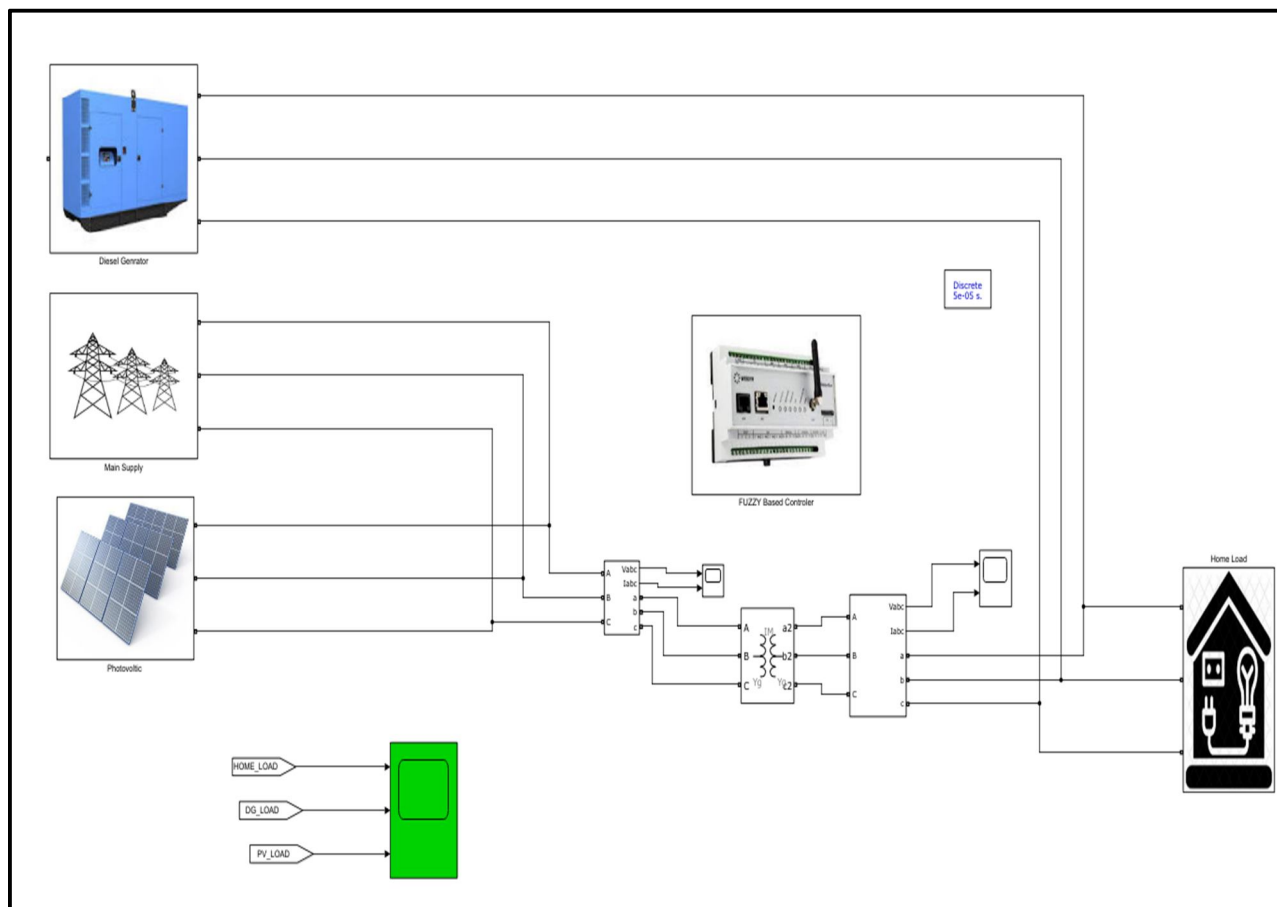 Diesel Genrator
Discrete
5e-05 s.
Main Supply
FUZZY Based Controler
Photovoltic
Home Load
A
B
C
Vabc
Iabc
a
b
c
A
B
C
Yg
Yg
a2
b2
c2
A
B
C
Vabc
Iabc
a
b
c
HOME_LOAD
DG_LOAD
PV_LOAD